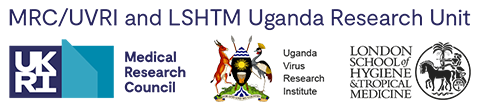 MRC/UVRI and LSHTM Uganda Research Unit
UK
RI
Medical
Research
Council
Uganda
Virus
Research
Institute
LONDON
SCHOOL of
HYGIENE
& TROPICAL
MEDICINE